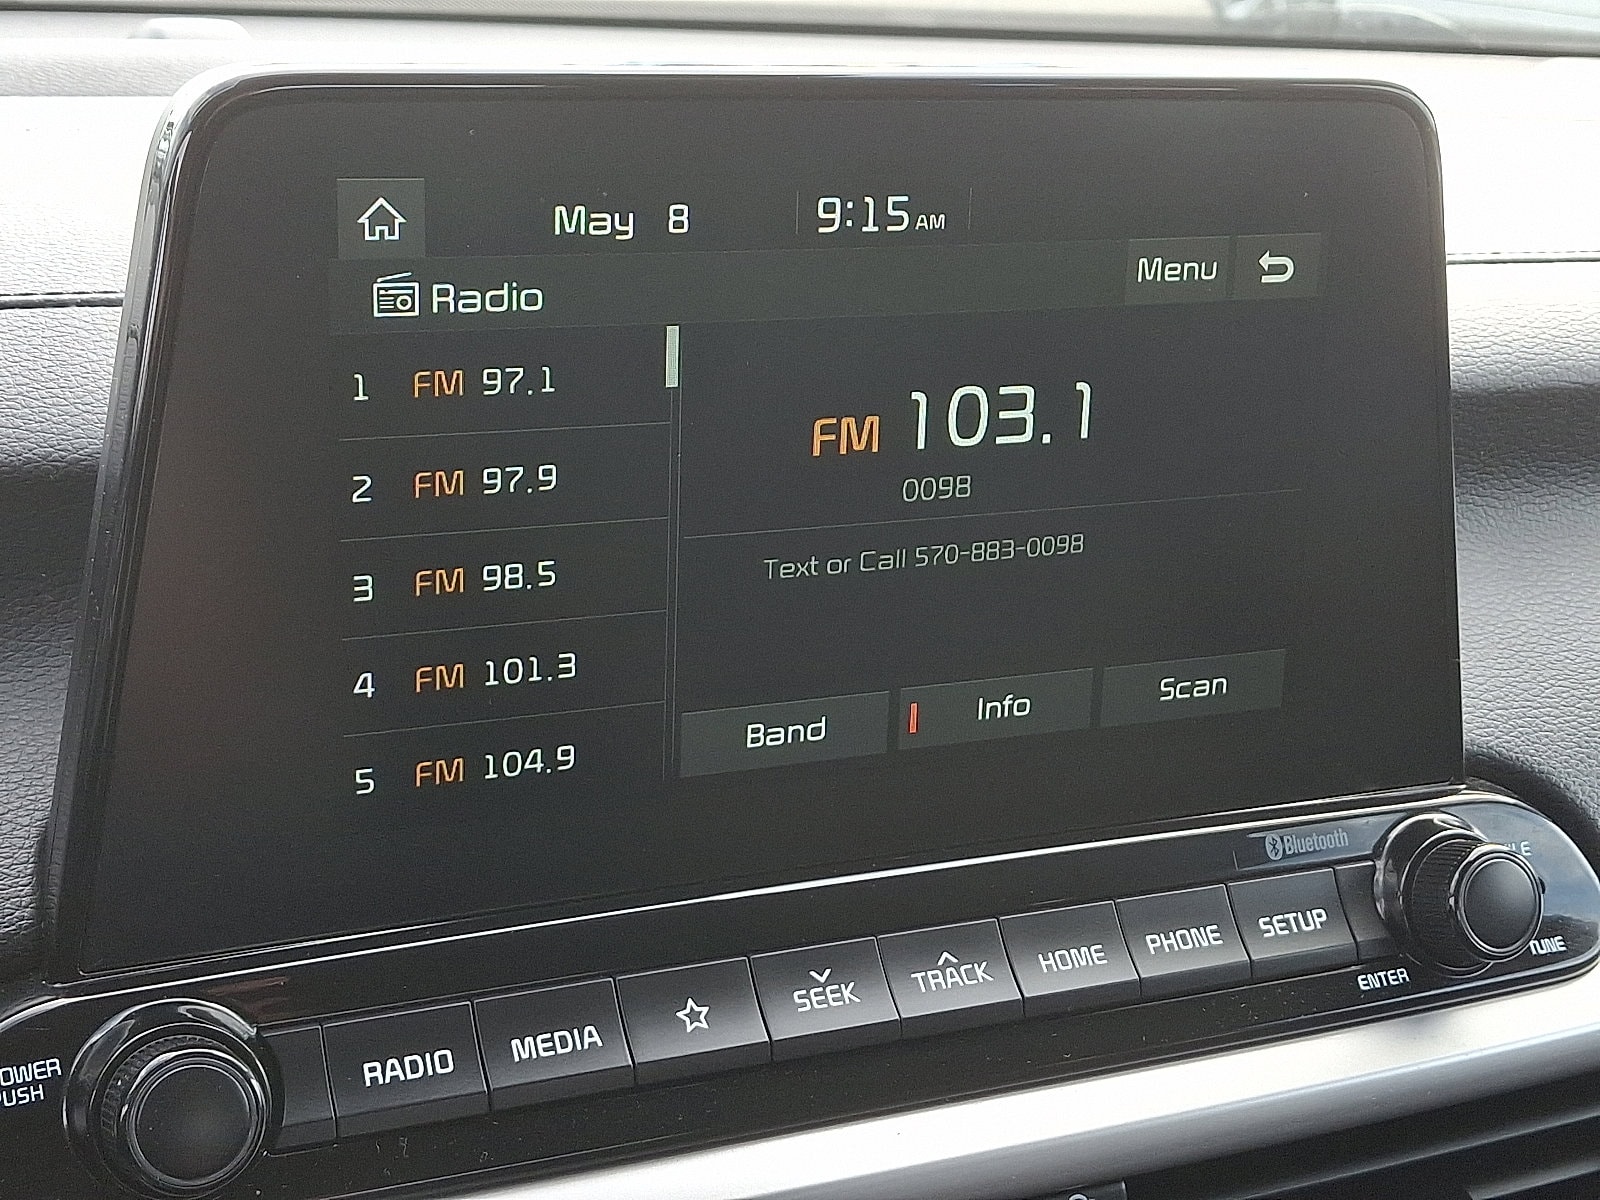 May 8 9:15 AM
Radio Menu
1 FM 97.1
2 FM 97.9
3 FM 98.5
4 FM 101.3
5 FM 104.9
FM 103.1
0098
Text or Call 570-883-0098
Band Info Scan
Bluetooth
RADIO MEDIA SEEK TRACK HOME PHONE SETUP
ENTER
TUNE